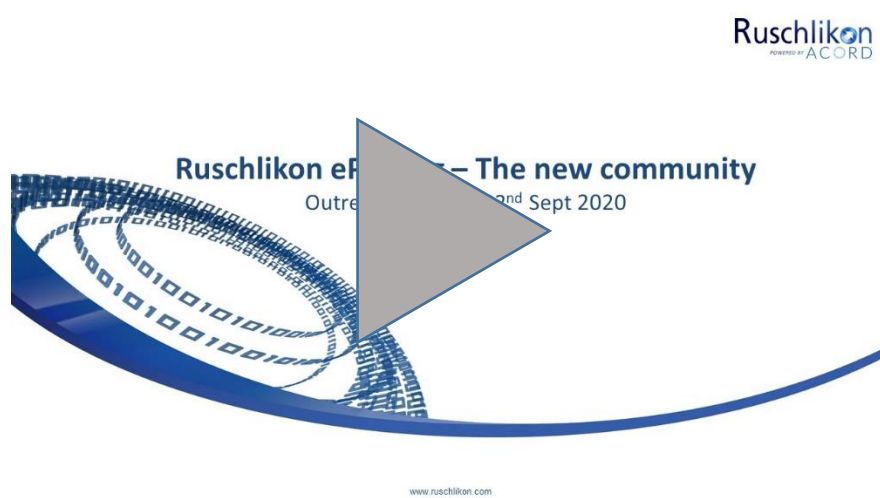 Ruschlikon
POWERED BY ACORD
Ruschlikon – The new community
Sept 2020
www.ruschlikon.com